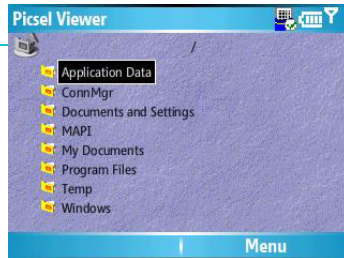 Picsel Viewer
/
Application Data
ConnMgr
Documents and Settings
MAPI
My Documents
Program Files
Temp
Windows
Menu